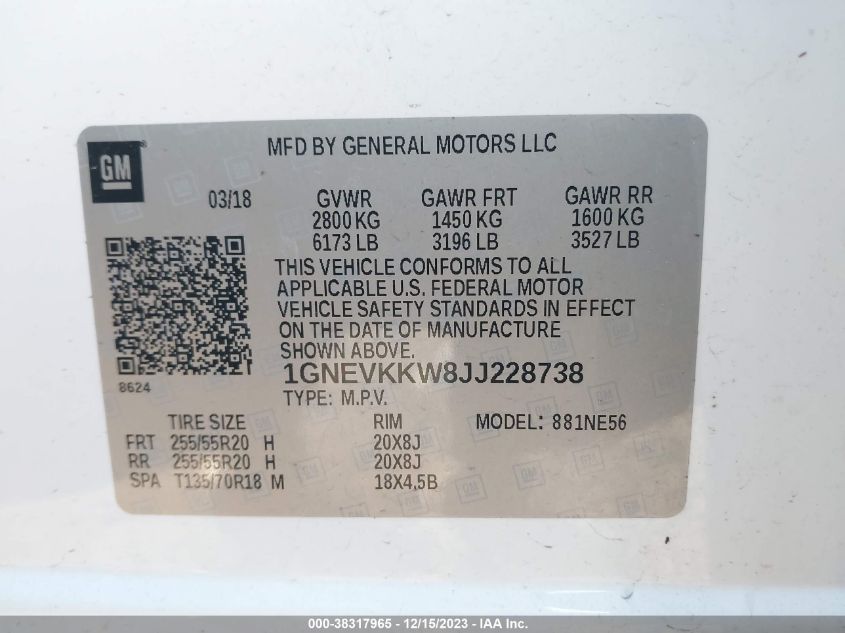 MFD BY GENERAL MOTORS LLC
GM
03/18
GVWR GAWR FRT GAWR RR
2800 KG 1450 KG 1600 KG
6173 LB 3196 LB 3527 LB
THIS VEHICLE CONFORMS TO ALL
APPLICABLE U.S. FEDERAL MOTOR
VEHICLE SAFETY STANDARDS IN EFFECT
ON THE DATE OF MANUFACTURE
SHOWN ABOVE.
1GNEVKKW8JJ228738
8624
TYPE: M.P.V.
TIRE SIZE RIM MODEL: 881NE56
FRT 255/55R20 H 20X8J
RR 255/55R20 H 20X8J
SPA T135/70R18 M 18X4.5B
000-38317965 - 12/15/2023 - IAA Inc.